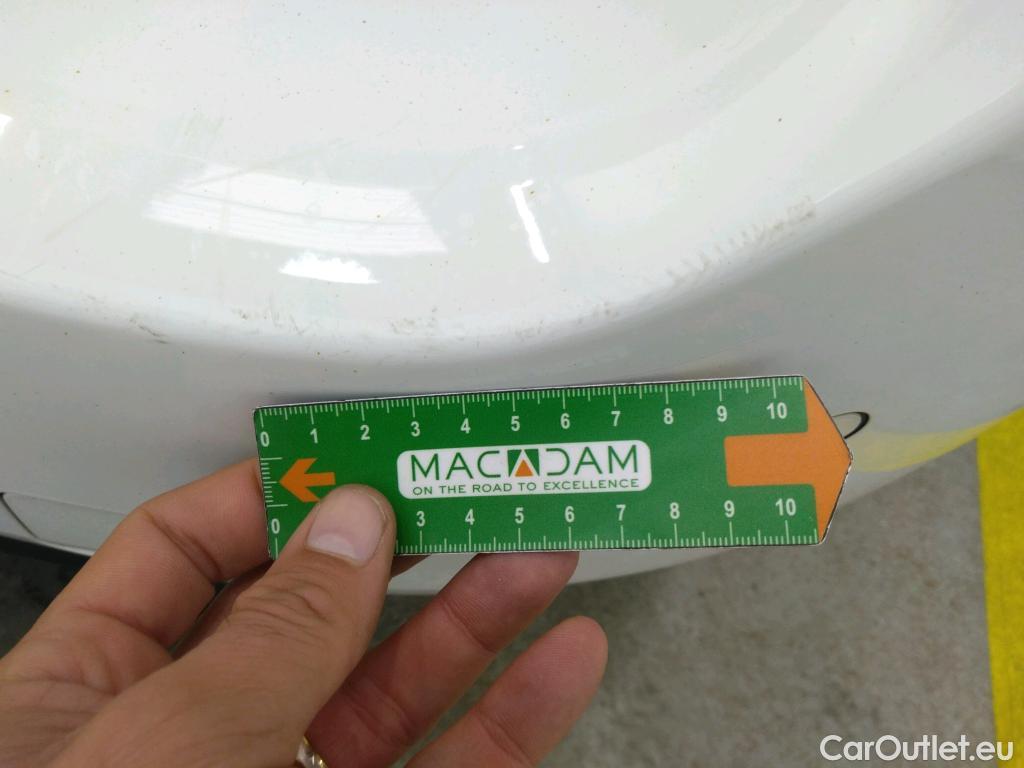 0 1 2 3 4 5 6 7 8 9 10
MACADAM
ON THE ROAD TO EXCELLENCE
0 3 4 5 6 7 8 9 10
CarOutlet.eu